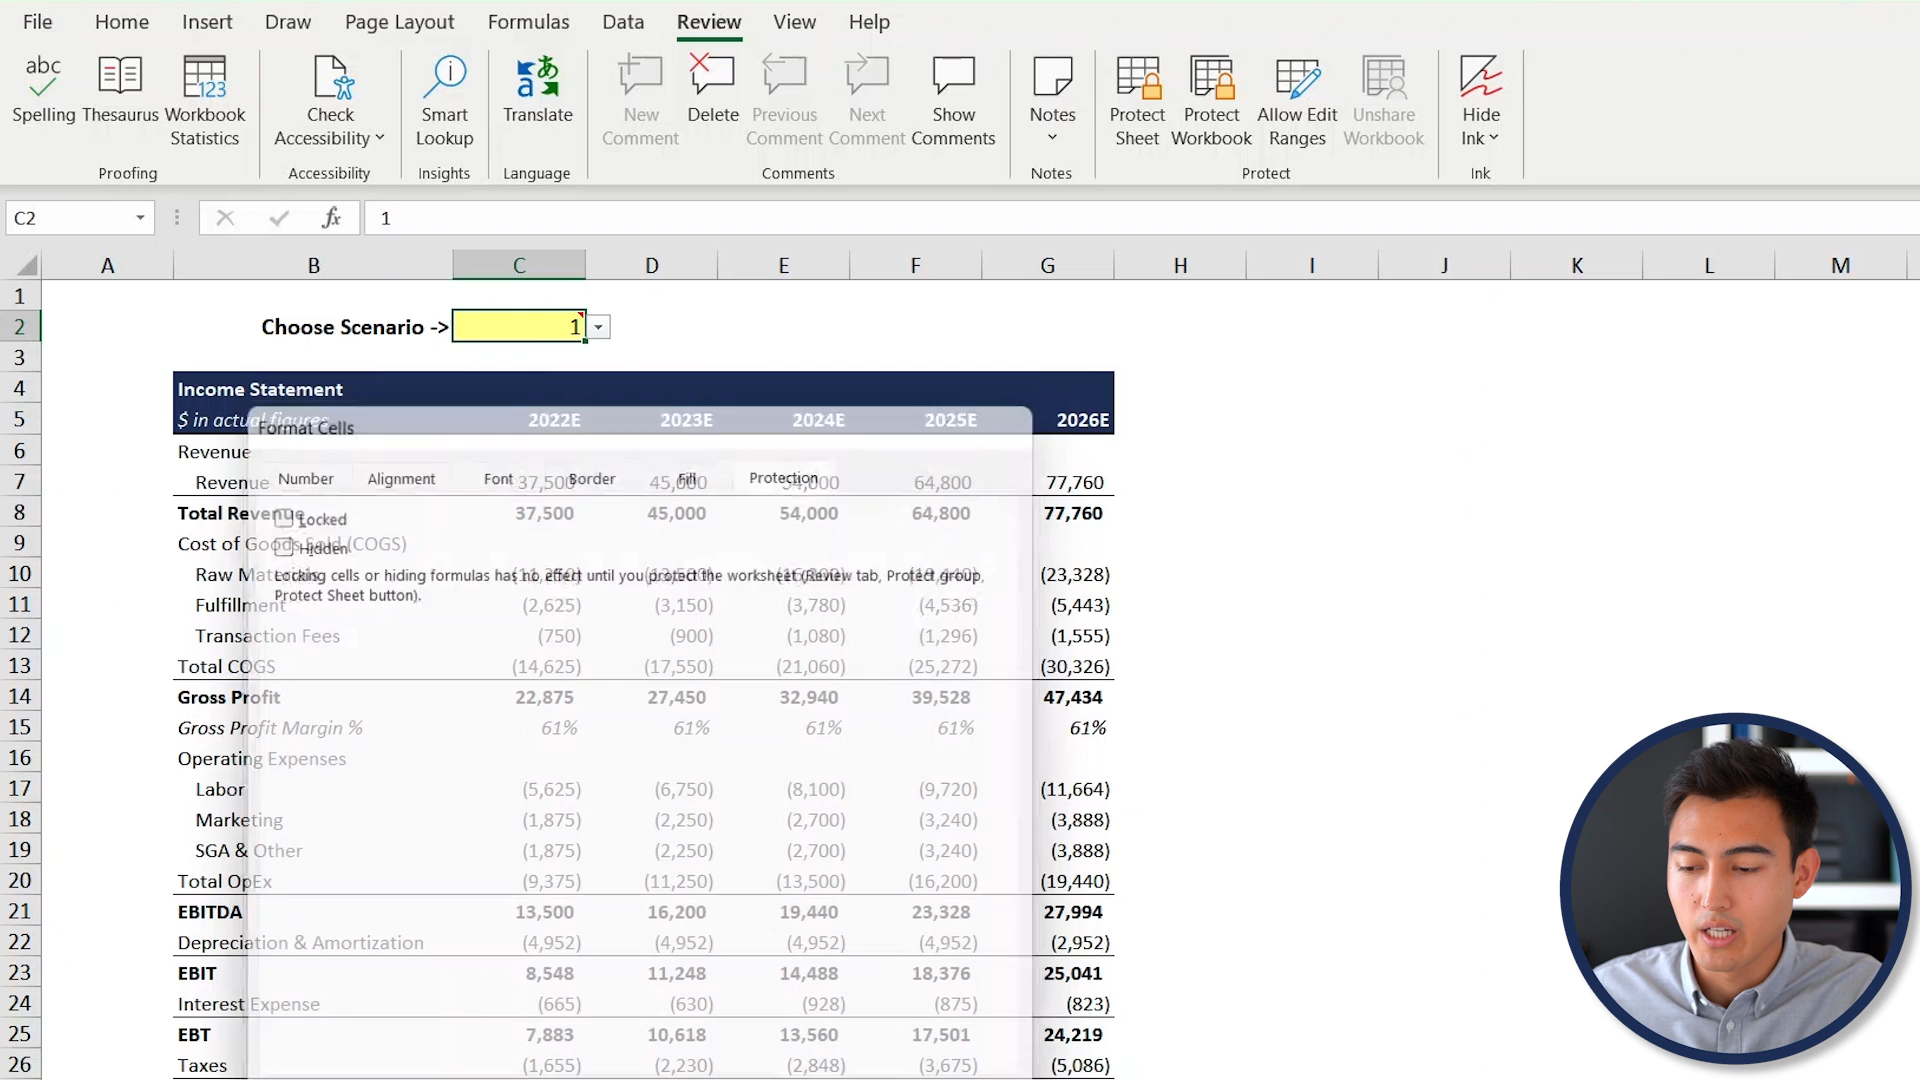 File Home Insert Draw Page Layout Formulas Data Review View Help
abc 123 i a あ
Spelling Thesaurus Workbook Statistics Check Accessibility Smart Lookup Translate New Comment Delete Previous Comment Next Comment Show Comments Notes Protect Sheet Protect Workbook Allow Edit Ranges Unshare Workbook Hide Ink
Proofing Accessibility Insights Language Comments Notes Protect Ink
C2 fx 1
A B C D E F G H I J K L M
1
2 Choose Scenario -> 1
3
4 Income Statement
5 $ in actual figures 2022E 2023E 2024E 2025E 2026E
Format Cells
6 Revenue
Number Alignment Font Border Fill Protection
7 Revenue 37,500 45,000 54,000 64,800 77,760
8 Total Revenue 37,500 45,000 54,000 64,800 77,760
Locked
9 Cost of Goods Sold (COGS)
Hidden
10 Raw Materials (23,328)
Locking cells or hiding formulas has no effect until you protect the worksheet (Review tab, Protect group,
Protect Sheet button).
11 Fulfillment (2,625) (3,150) (3,780) (4,536) (5,443)
12 Transaction Fees (750) (900) (1,080) (1,296) (1,555)
13 Total COGS (14,625) (17,550) (21,060) (25,272) (30,326)
14 Gross Profit 22,875 27,450 32,940 39,528 47,434
15 Gross Profit Margin % 61% 61% 61% 61% 61%
16 Operating Expenses
17 Labor (5,625) (6,750) (8,100) (9,720) (11,664)
18 Marketing (1,875) (2,250) (2,700) (3,240) (3,888)
19 SGA & Other (1,875) (2,250) (2,700) (3,240) (3,888)
20 Total OpEx (9,375) (11,250) (13,500) (16,200) (19,440)
21 EBITDA 13,500 16,200 19,440 23,328 27,994
22 Depreciation & Amortization (4,952) (4,952) (4,952) (4,952) (2,952)
23 EBIT 8,548 11,248 14,488 18,376 25,041
24 Interest Expense (665) (630) (928) (875) (823)
25 EBT 7,883 10,618 13,560 17,501 24,219
26 Taxes (1,655) (2,230) (2,848) (3,675) (5,086)